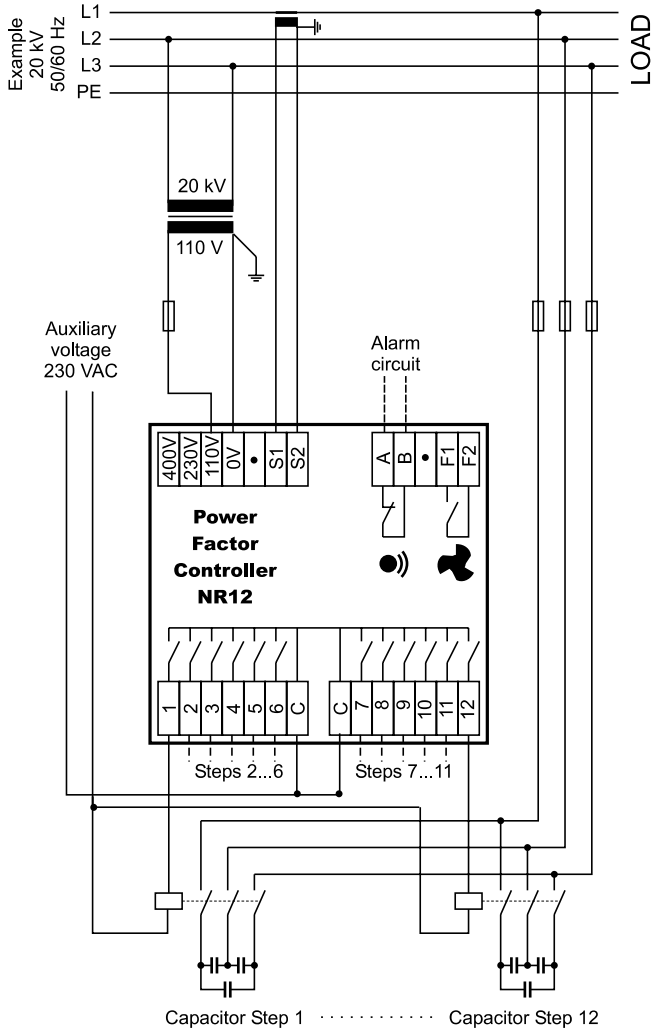 Example
20 kV
50/60 Hz
L1
L2
L3
PE
LOAD
20 kV
110 V
Auxiliary
voltage
230 VAC
Alarm
circuit
400V
230V
110V
0V
•
S1
S2
A
B
•
F1
F2
Power
Factor
Controller
NR12
1
2
3
4
5
6
C
C
7
8
9
10
11
12
Steps 2...6
Steps 7...11
Capacitor Step 1 ............ Capacitor Step 12